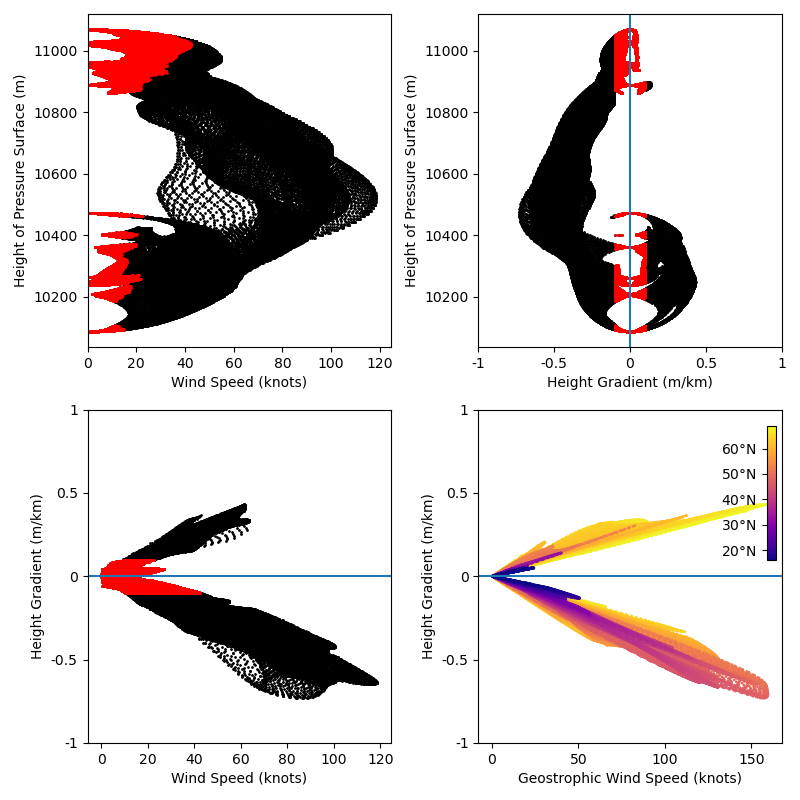 11000
10800
10600
10400
10200
Height of Pressure Surface (m)
0 20 40 60 80 100 120
Wind Speed (knots)
11000
10800
10600
10400
10200
Height of Pressure Surface (m)
-1 -0.5 0 0.5 1
Height Gradient (m/km)
1
0.5
0
-0.5
-1
Height Gradient (m/km)
0 20 40 60 80 100 120
Wind Speed (knots)
1
0.5
0
-0.5
-1
Height Gradient (m/km)
60°N
50°N
40°N
30°N
20°N
0 50 100 150
Geostrophic Wind Speed (knots)